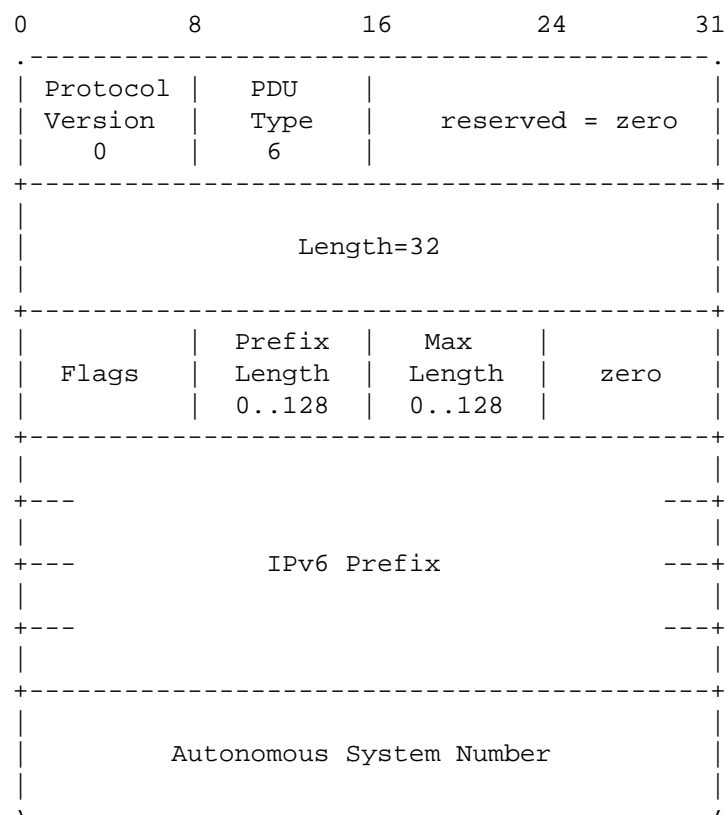 0          8          16         24         31
.-------------------------------------------.
| Protocol |   PDU    |                     |
| Version  |   Type   |    reserved = zero  |
|    0     |    6     |                     |
+-------------------------------------------+
|                                           |
|                 Length=32                 |
|                                           |
+-------------------------------------------+
|          |  Prefix  |   Max    |          |
|  Flags   |  Length  |  Length  |   zero   |
|          |  0..128  |  0..128  |          |
+-------------------------------------------+
|                                           |
+---                                     ---+
|                                           |
+---            IPv6 Prefix              ---+
|                                           |
+---                                     ---+
|                                           |
+-------------------------------------------+
|                                           |
|         Autonomous System Number          |
|                                           |